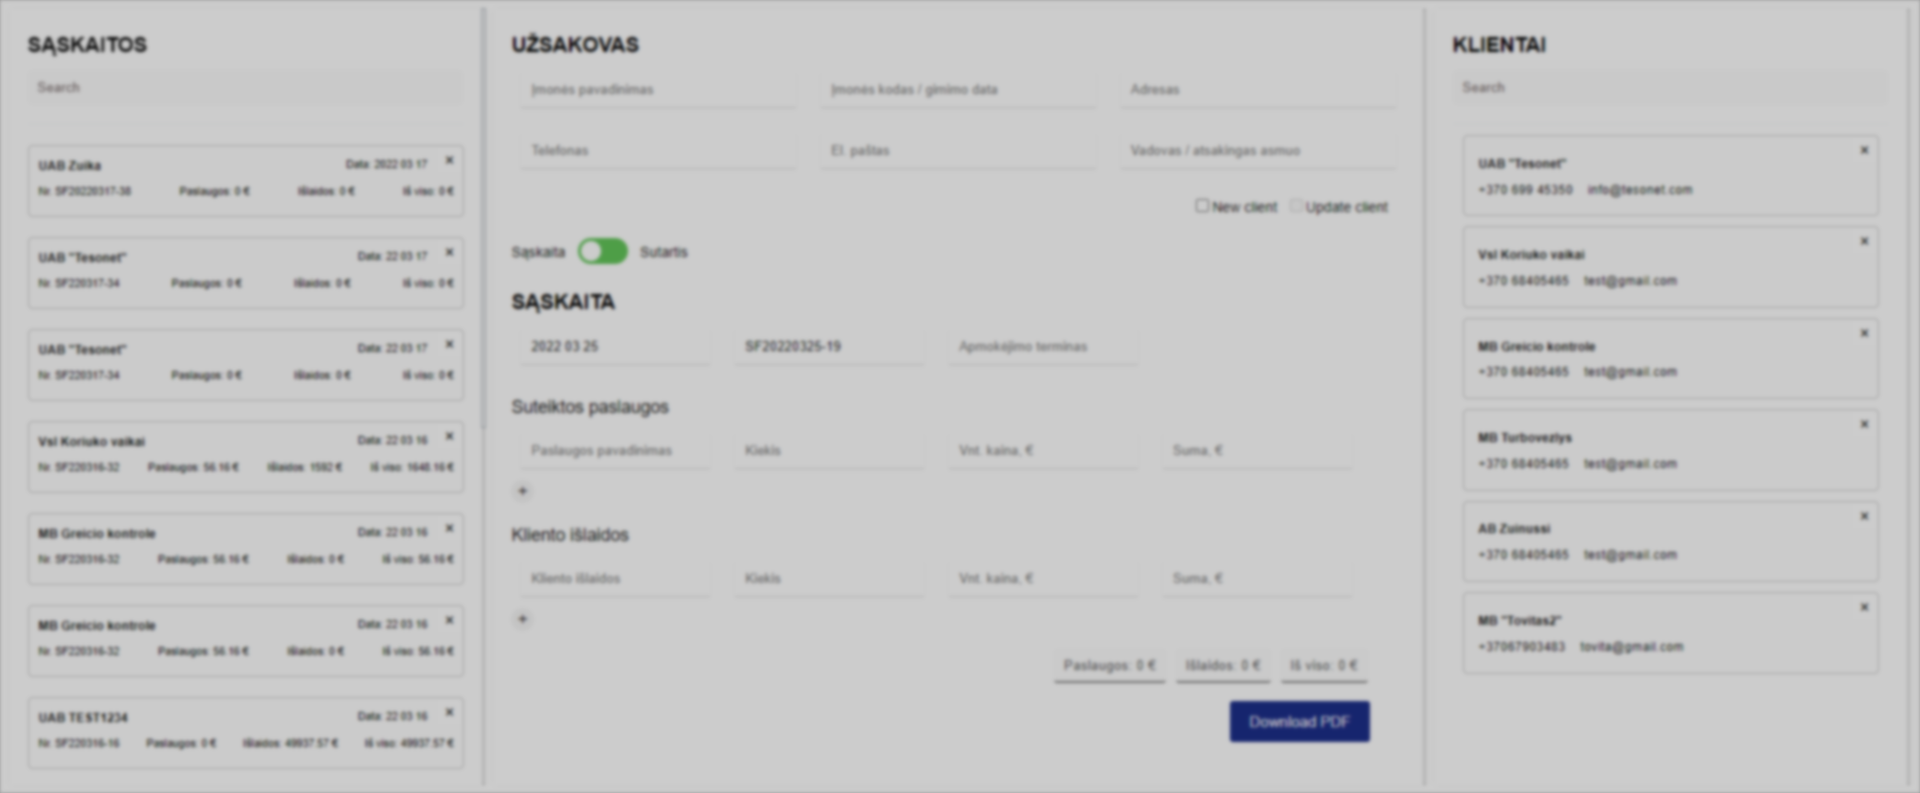 SĄSKAITOS
Search
UAB Zuika Data: 2022 03 17 ×
Nr: SF20220317-38 Paslaugos: 0 € Išlaidos: 0 € Iš viso: 0 €
UAB "Tesonet" Data: 22 03 17 ×
Nr: SF220317-34 Paslaugos: 0 € Išlaidos: 0 € Iš viso: 0 €
UAB "Tesonet" Data: 22 03 17 ×
Nr: SF220317-34 Paslaugos: 0 € Išlaidos: 0 € Iš viso: 0 €
VsI Koriuko vaikai Data: 22 03 16 ×
Nr: SF220316-32 Paslaugos: 56.16 € Išlaidos: 1592 € Iš viso: 1648.16 €
MB Greicio kontrole Data: 22 03 16 ×
Nr: SF220316-32 Paslaugos: 56.16 € Išlaidos: 0 € Iš viso: 56.16 €
MB Greicio kontrole Data: 22 03 16 ×
Nr: SF220316-32 Paslaugos: 56.16 € Išlaidos: 0 € Iš viso: 56.16 €
UAB TEST1234 Data: 22 03 16 ×
Nr: SF220316-16 Paslaugos: 0 € Išlaidos: 49937.57 € Iš viso: 49937.57 €
UŽSAKOVAS
Įmonės pavadinimas Įmonės kodas / gimimo data Adresas
Telefonas El. paštas Vadovas / atsakingas asmuo
New client Update client
Sąskaita Sutartis
SĄSKAITA
2022 03 25 SF20220325-19 Apmokėjimo terminas
Suteiktos paslaugos
Paslaugos pavadinimas Kiekis Vnt. kaina, € Suma, €
+
Kliento išlaidos
Kliento išlaidos Kiekis Vnt. kaina, € Suma, €
+
Paslaugos: 0 € Išlaidos: 0 € Iš viso: 0 €
Download PDF
KLIENTAI
Search
UAB "Tesonet" ×
+370 699 45350 info@tesonet.com
VsI Koriuko vaikai ×
+370 68405465 test@gmail.com
MB Greicio kontrole ×
+370 68405465 test@gmail.com
MB Turbovezlys ×
+370 68405465 test@gmail.com
AB Zuinussi ×
+370 68405465 test@gmail.com
MB "Tovitas2" ×
+37067903483 tovita@gmail.com